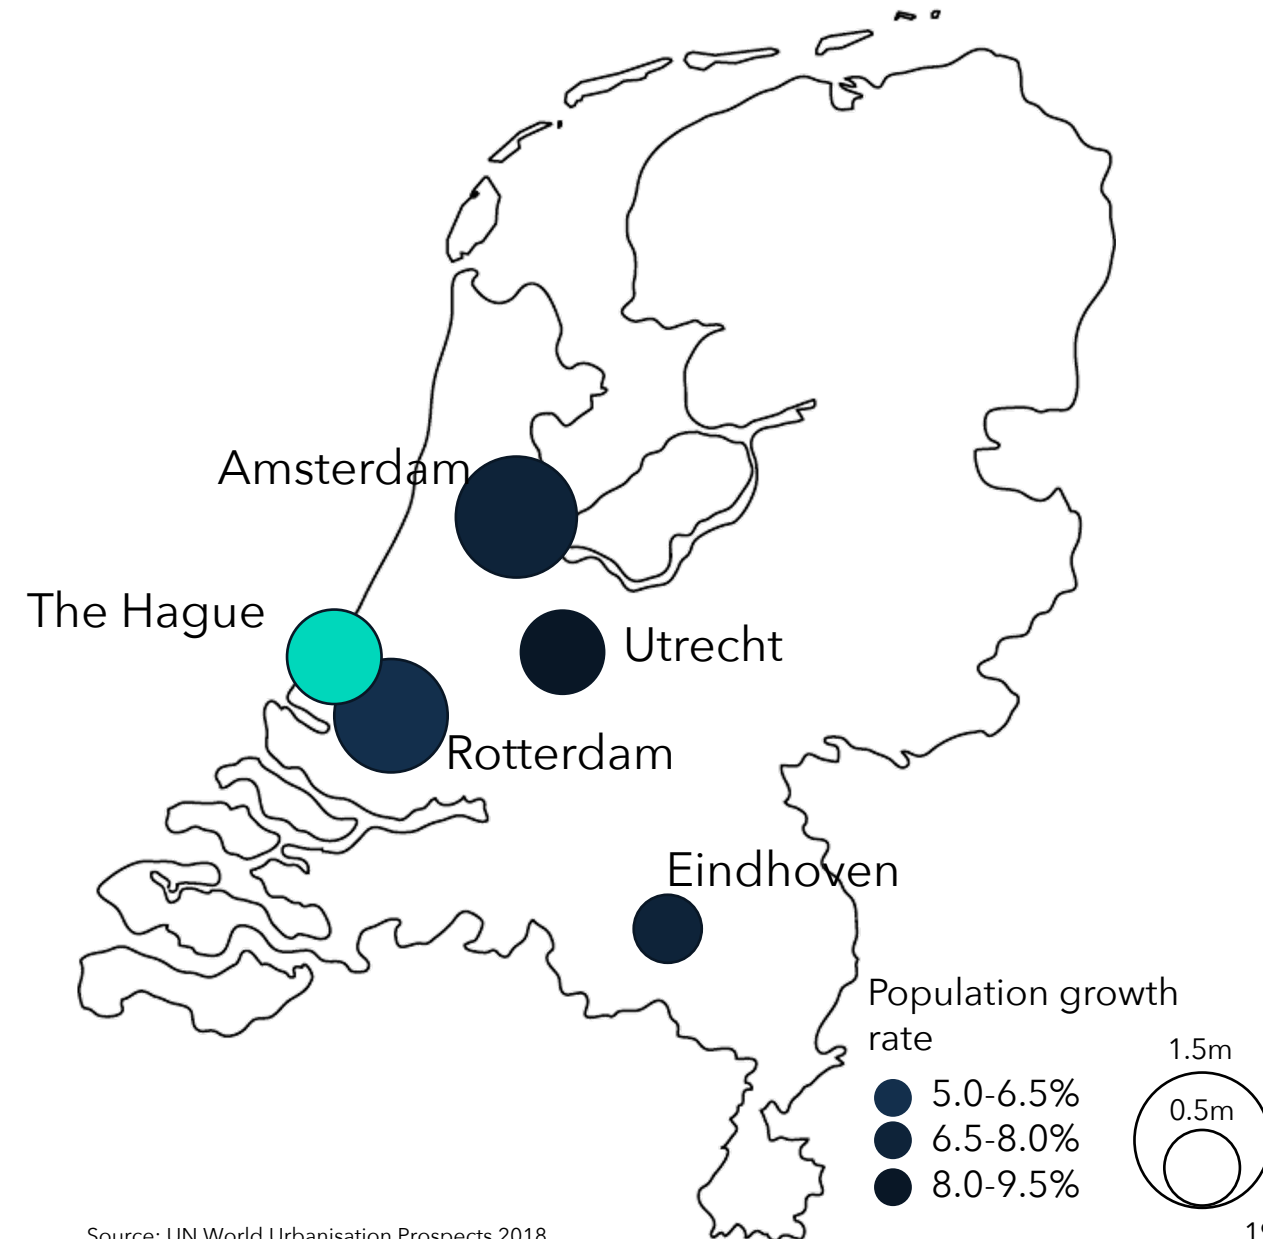 Amsterdam
The Hague
Utrecht
Rotterdam
Eindhoven
Population growth
rate
5.0-6.5%
6.5-8.0%
8.0-9.5%
1.5m
0.5m
Source: UN World Urbanisation Prospects 2018